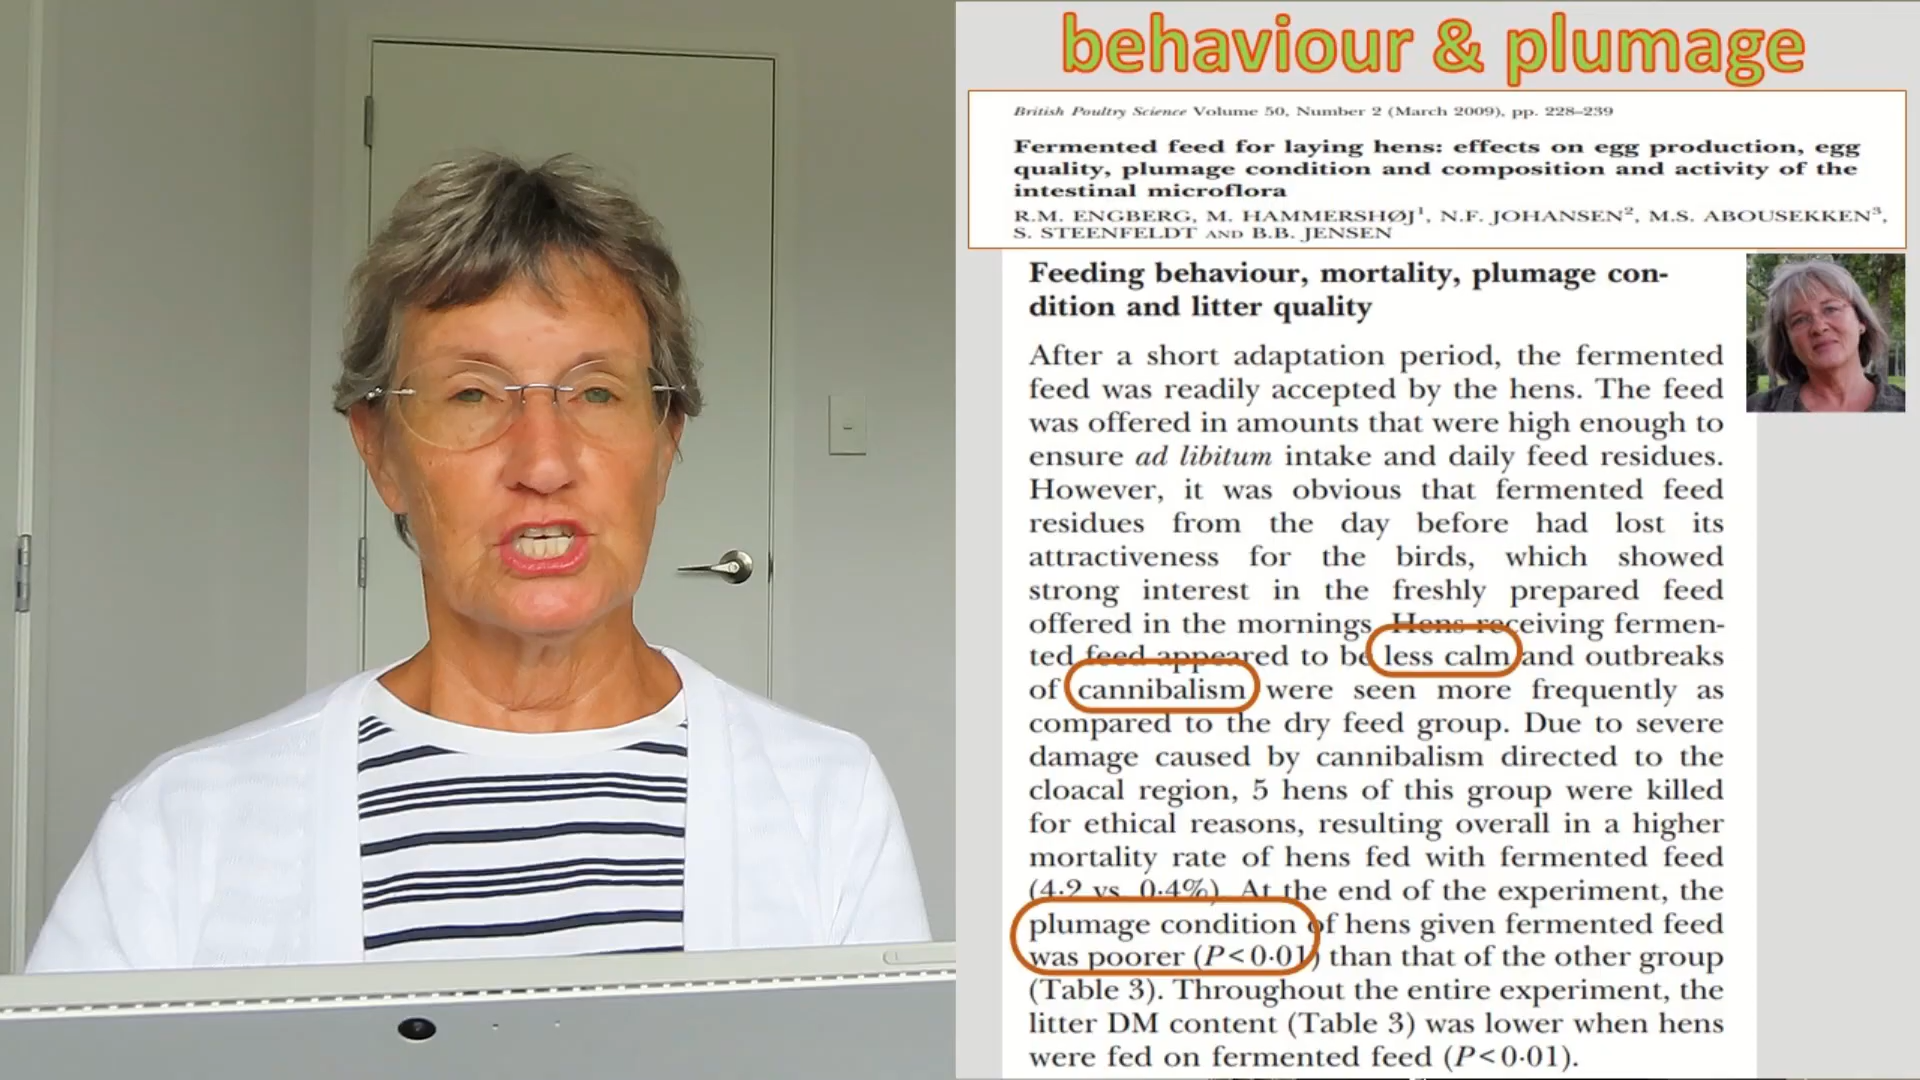 behaviour & plumage
British Poultry Science Volume 50, Number 2 (March 2009), pp. 228–239
Fermented feed for laying hens: effects on egg production, egg
quality, plumage condition and composition and activity of the
intestinal microflora
R.M. ENGBERG, M. HAMMERSHØJ¹, N.F. JOHANSEN², M.S. ABOUSEKKEN³,
S. STEENFELDT AND B.B. JENSEN
Feeding behaviour, mortality, plumage con-
dition and litter quality
After a short adaptation period, the fermented
feed was readily accepted by the hens. The feed
was offered in amounts that were high enough to
ensure ad libitum intake and daily feed residues.
However, it was obvious that fermented feed
residues from the day before had lost its
attractiveness for the birds, which showed
strong interest in the freshly prepared feed
offered in the mornings. Hens receiving fermen-
ted feed appeared to be less calm and outbreaks
of cannibalism were seen more frequently as
compared to the dry feed group. Due to severe
damage caused by cannibalism directed to the
cloacal region, 5 hens of this group were killed
for ethical reasons, resulting overall in a higher
mortality rate of hens fed with fermented feed
(4·2 vs. 0·4%). At the end of the experiment, the
plumage condition of hens given fermented feed
was poorer (P<0·01) than that of the other group
(Table 3). Throughout the entire experiment, the
litter DM content (Table 3) was lower when hens
were fed on fermented feed (P<0·01).